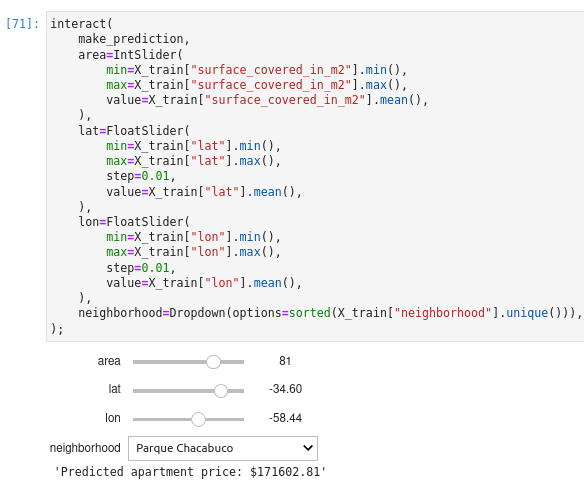 [71]: interact(
    make_prediction,
    area=IntSlider(
        min=X_train["surface_covered_in_m2"].min(),
        max=X_train["surface_covered_in_m2"].max(),
        value=X_train["surface_covered_in_m2"].mean(),
    ),
    lat=FloatSlider(
        min=X_train["lat"].min(),
        max=X_train["lat"].max(),
        step=0.01,
        value=X_train["lat"].mean(),
    ),
    lon=FloatSlider(
        min=X_train["lon"].min(),
        max=X_train["lon"].max(),
        step=0.01,
        value=X_train["lon"].mean(),
    ),
    neighborhood=Dropdown(options=sorted(X_train["neighborhood"].unique())),
);
area 81
lat -34.60
lon -58.44
neighborhood Parque Chacabuco
'Predicted apartment price: $171602.81'